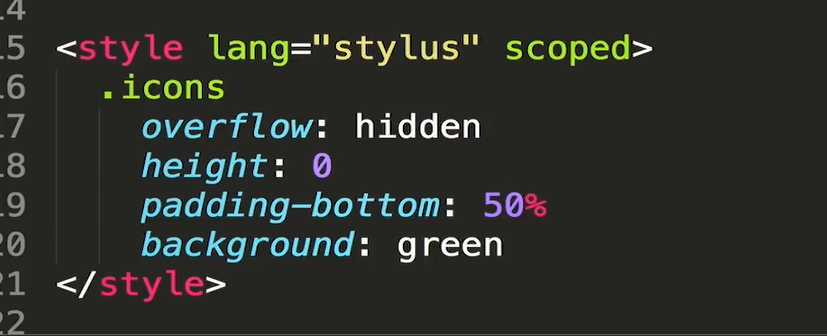 14
15 <style lang="stylus" scoped>
16 .icons
17 overflow: hidden
18 height: 0
19 padding-bottom: 50%
20 background: green
21 </style>
22